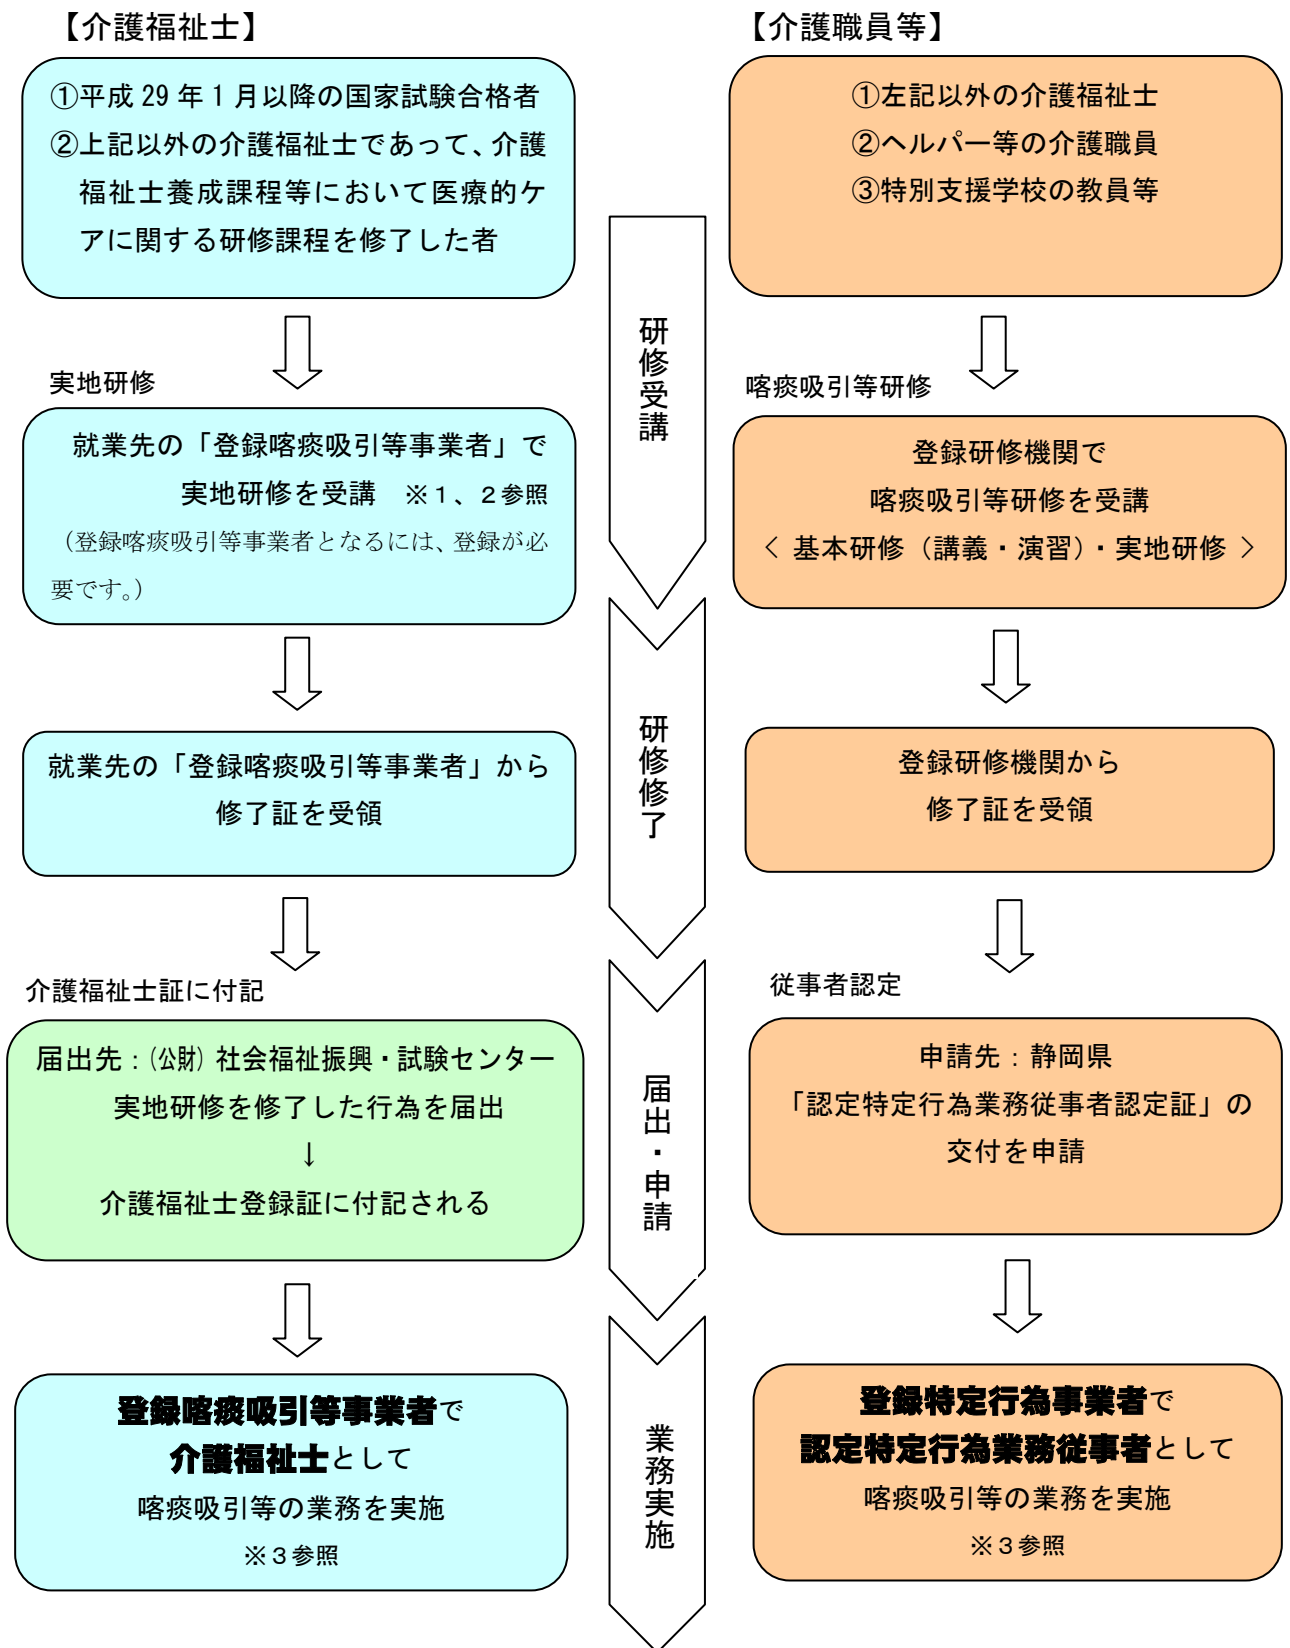 【介護福祉士】
①平成 29 年 1 月以降の国家試験合格者
②上記以外の介護福祉士であって、介護
福祉士養成課程等において医療的ケ
アに関する研修課程を修了した者
実地研修
就業先の「登録喀痰吸引等事業者」で
実地研修を受講　※１、２参照
（登録喀痰吸引等事業者となるには、登録が必
要です。）
就業先の「登録喀痰吸引等事業者」から
修了証を受領
介護福祉士証に付記
届出先：(公財) 社会福祉振興・試験センター
実地研修を修了した行為を届出
↓
介護福祉士登録証に付記される
登録喀痰吸引等事業者で
介護福祉士として
喀痰吸引等の業務を実施
※３参照
研修受講
研修修了
届出・申請
業務実施
【介護職員等】
①左記以外の介護福祉士
②ヘルパー等の介護職員
③特別支援学校の教員等
喀痰吸引等研修
登録研修機関で
喀痰吸引等研修を受講
＜ 基本研修（講義・演習）・実地研修 ＞
登録研修機関から
修了証を受領
従事者認定
申請先：静岡県
「認定特定行為業務従事者認定証」の
交付を申請
登録特定行為事業者で
認定特定行為業務従事者として
喀痰吸引等の業務を実施
※３参照